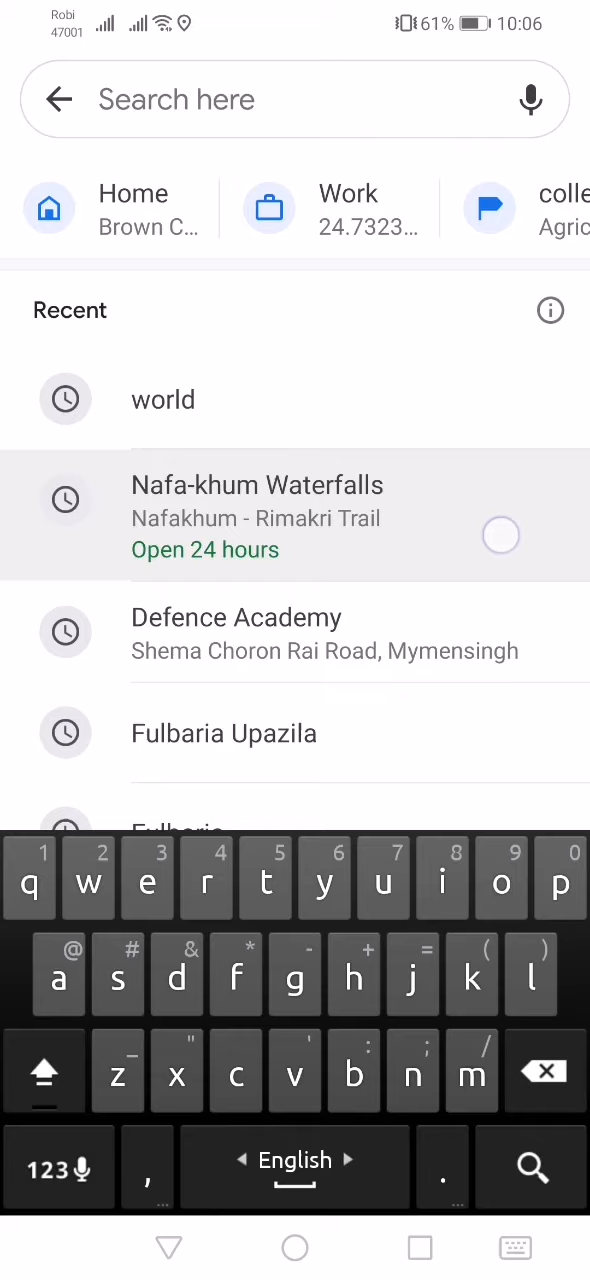 Robi
47001
61% 10:06
Search here
Home
Brown C...
Work
24.7323...
colle
Agric
Recent
world
Nafa-khum Waterfalls
Nafakhum - Rimakri Trail
Open 24 hours
Defence Academy
Shema Choron Rai Road, Mymensingh
Fulbaria Upazila
Fulbaria
1 2 3 4 5 6 7 8 9 0
q w e r t y u i o p
@ # & * - + = ( )
a s d f g h j k l
_ " ' : ; /
z x c v b n m
123 , English .